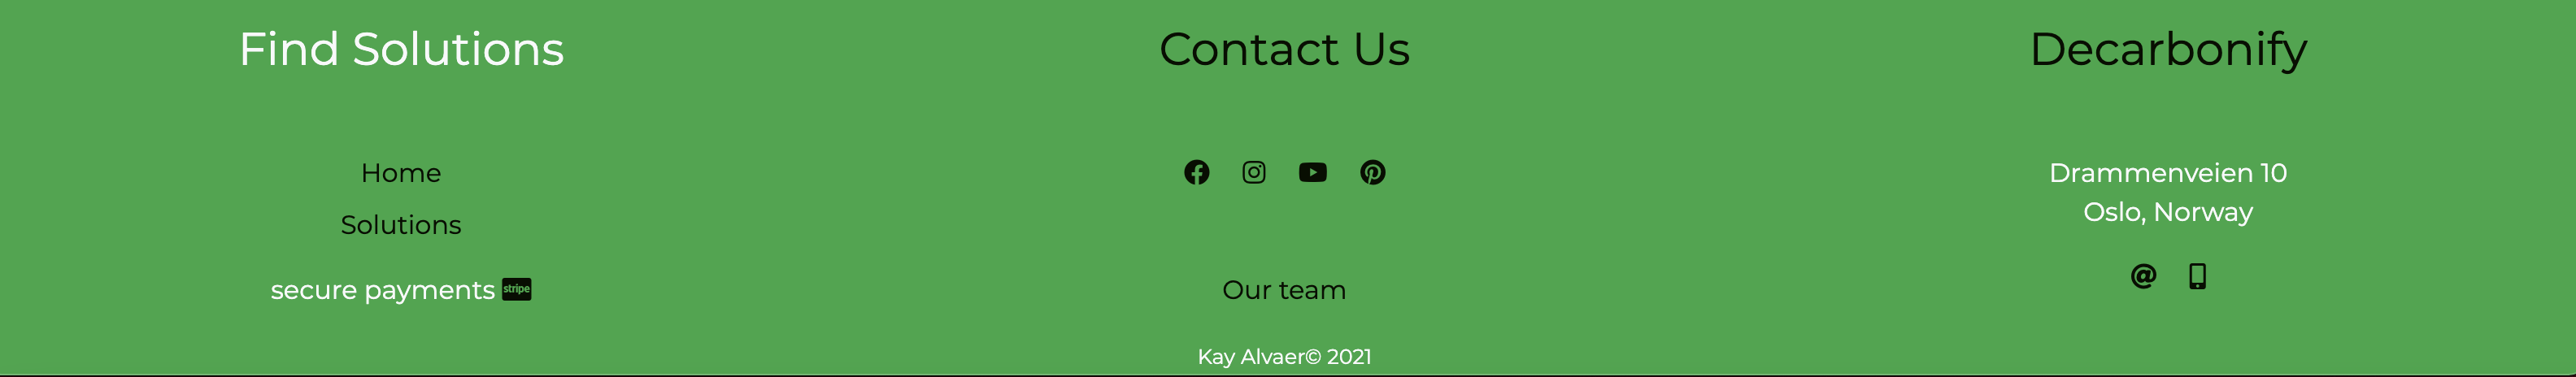 Find Solutions
Home
Solutions
secure payments stripe
Contact Us
Our team
Kay Alvaer© 2021
Decarbonify
Drammenveien 10
Oslo, Norway
@